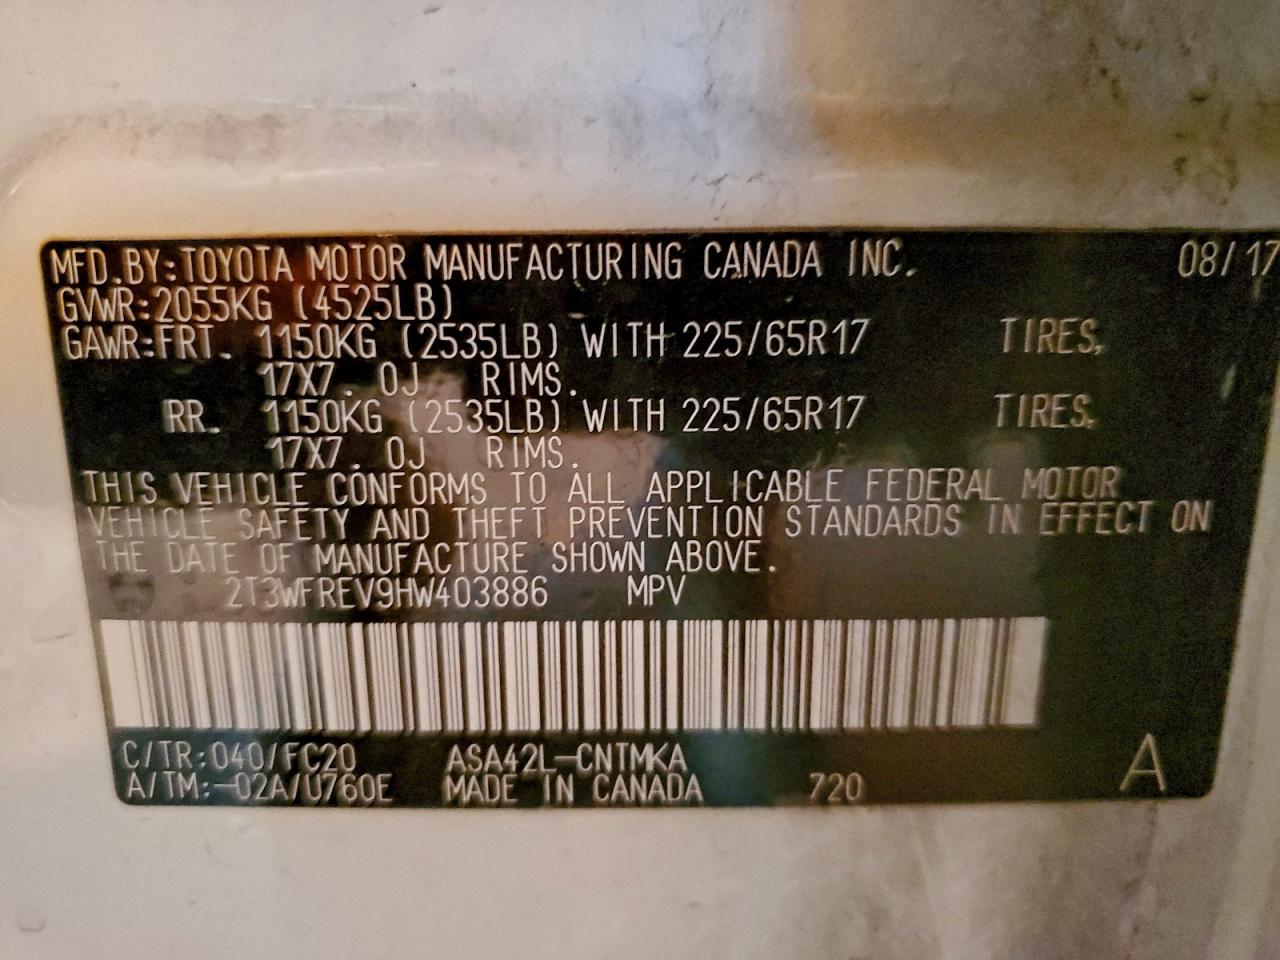 MFD.BY:TOYOTA MOTOR MANUFACTURING CANADA INC. 08/17
GVWR:2055KG (4525LB)
GAWR:FRT. 1150KG (2535LB) WITH 225/65R17 TIRES,
17X7.0J RIMS.
RR. 1150KG (2535LB) WITH 225/65R17 TIRES,
17X7.0J RIMS.
THIS VEHICLE CONFORMS TO ALL APPLICABLE FEDERAL MOTOR
VEHICLE SAFETY AND THEFT PREVENTION STANDARDS IN EFFECT ON
THE DATE OF MANUFACTURE SHOWN ABOVE.
2T3WFREV9HW403886 MPV
C/TR:040/FC20 ASA42L-CNTMKA A
A/TM:-02A/U760E MADE IN CANADA 720